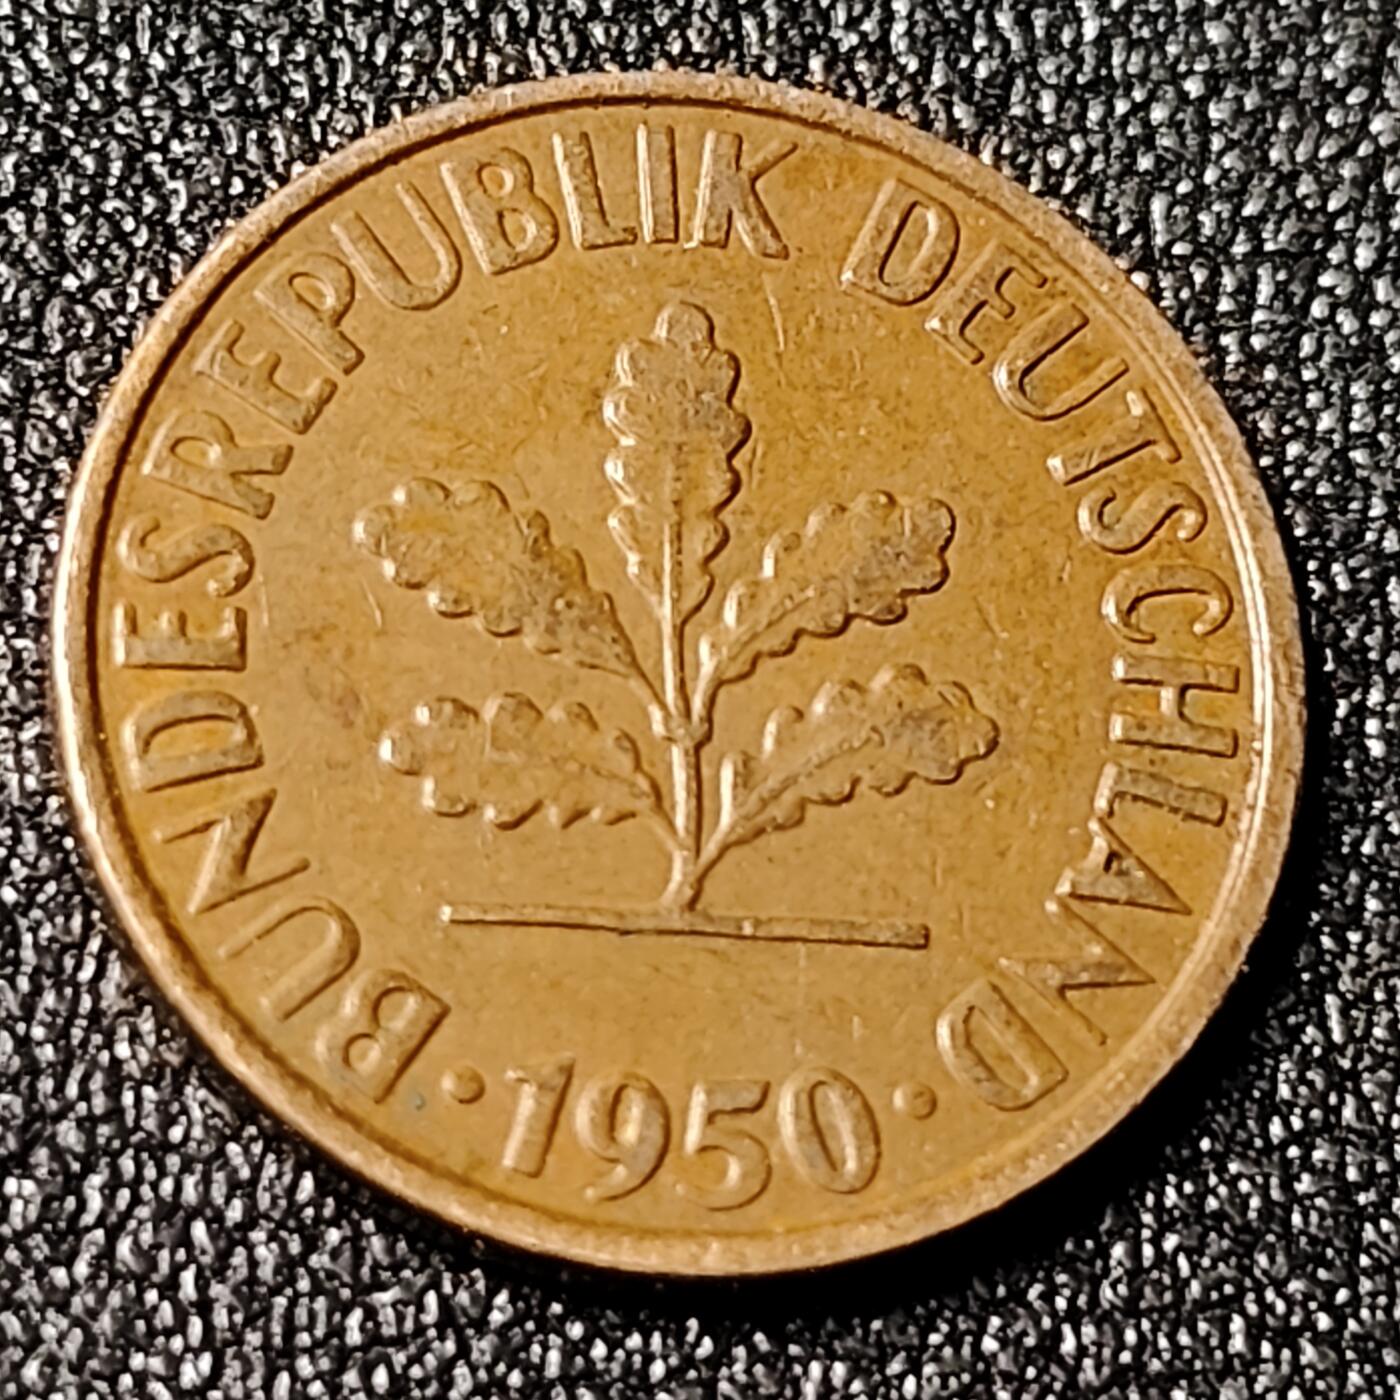 BUNDESREPUBLIK DEUTSCHLAND
· 1950 ·